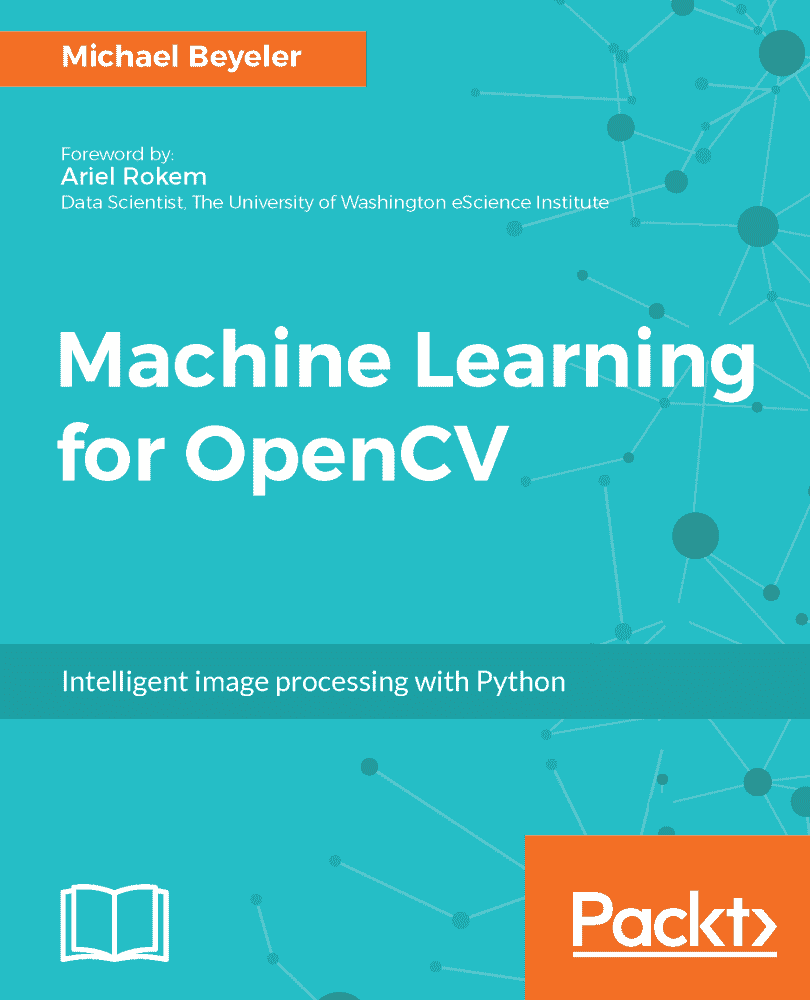 Michael Beyeler
Foreword by:
Ariel Rokem
Data Scientist, The University of Washington eScience Institute
Machine Learning
for OpenCV
Intelligent image processing with Python
Packt>